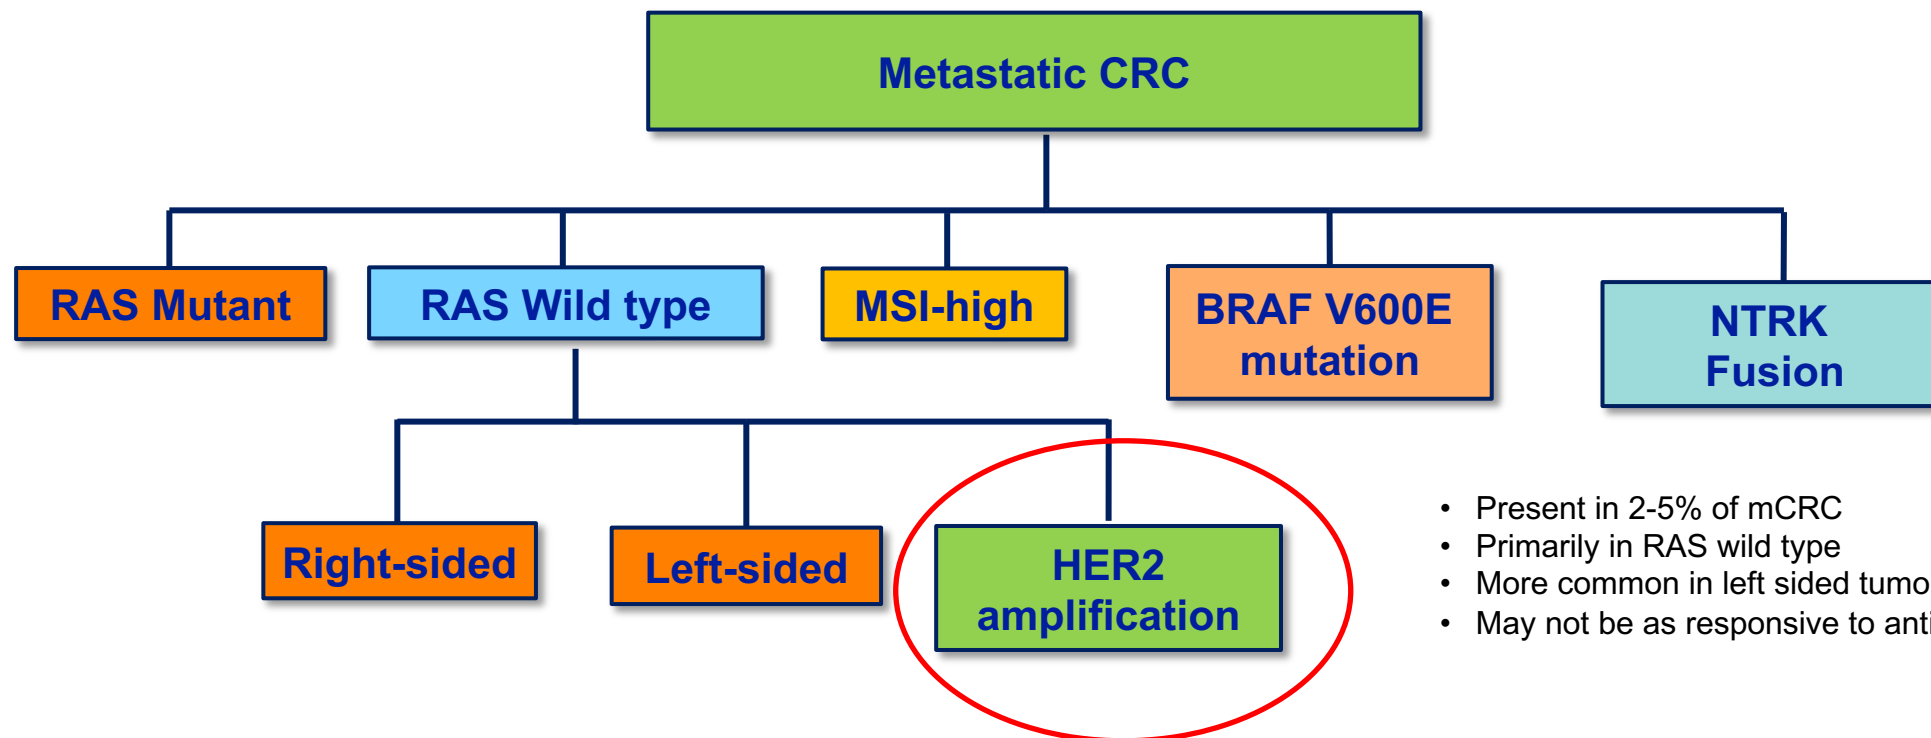 Metastatic CRC
RAS Mutant
RAS Wild type
MSI-high
BRAF V600E
mutation
NTRK
Fusion
Right-sided
Left-sided
HER2
amplification
• Present in 2-5% of mCRC
• Primarily in RAS wild type
• More common in left sided
• May not be as responsive to